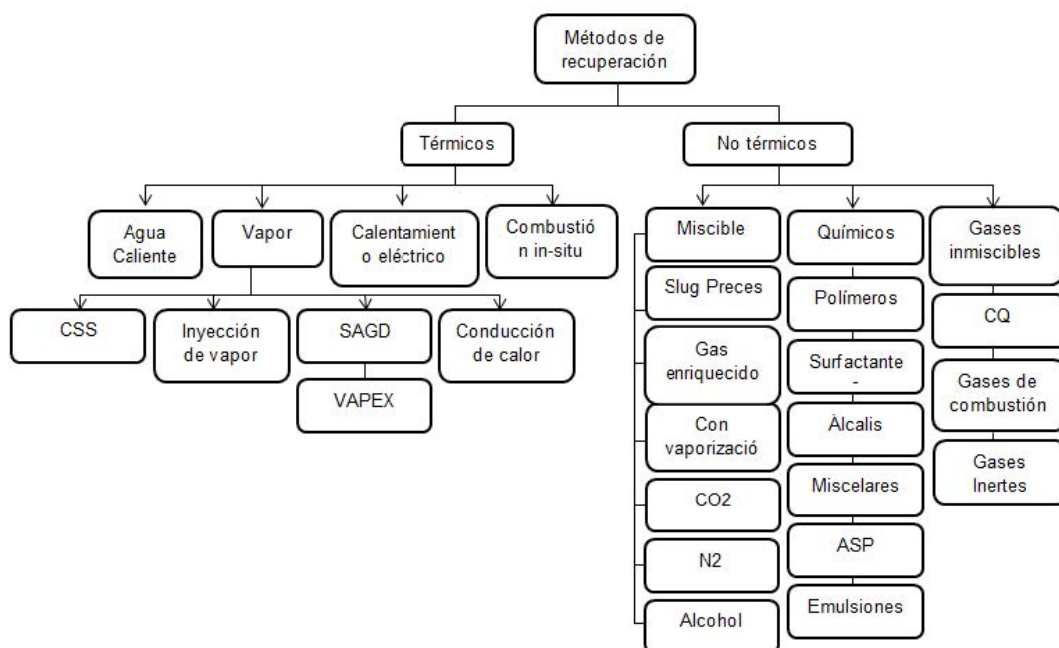 Métodos de
recuperación
Térmicos
No térmicos
Agua
Caliente
Vapor
Calentamient
o eléctrico
Combustió
n in-situ
CSS
Inyección
de vapor
SAGD
Conducción
de calor
VAPEX
Miscible
Slug Preces
Gas
enriquecido
Con
vaporizació
CO2
N2
Alcohol
Químicos
Polímeros
Surfactante
-
Àlcalis
Miscelares
ASP
Emulsiones
Gases
inmiscibles
CQ
Gases de
combustión
Gases
Inertes